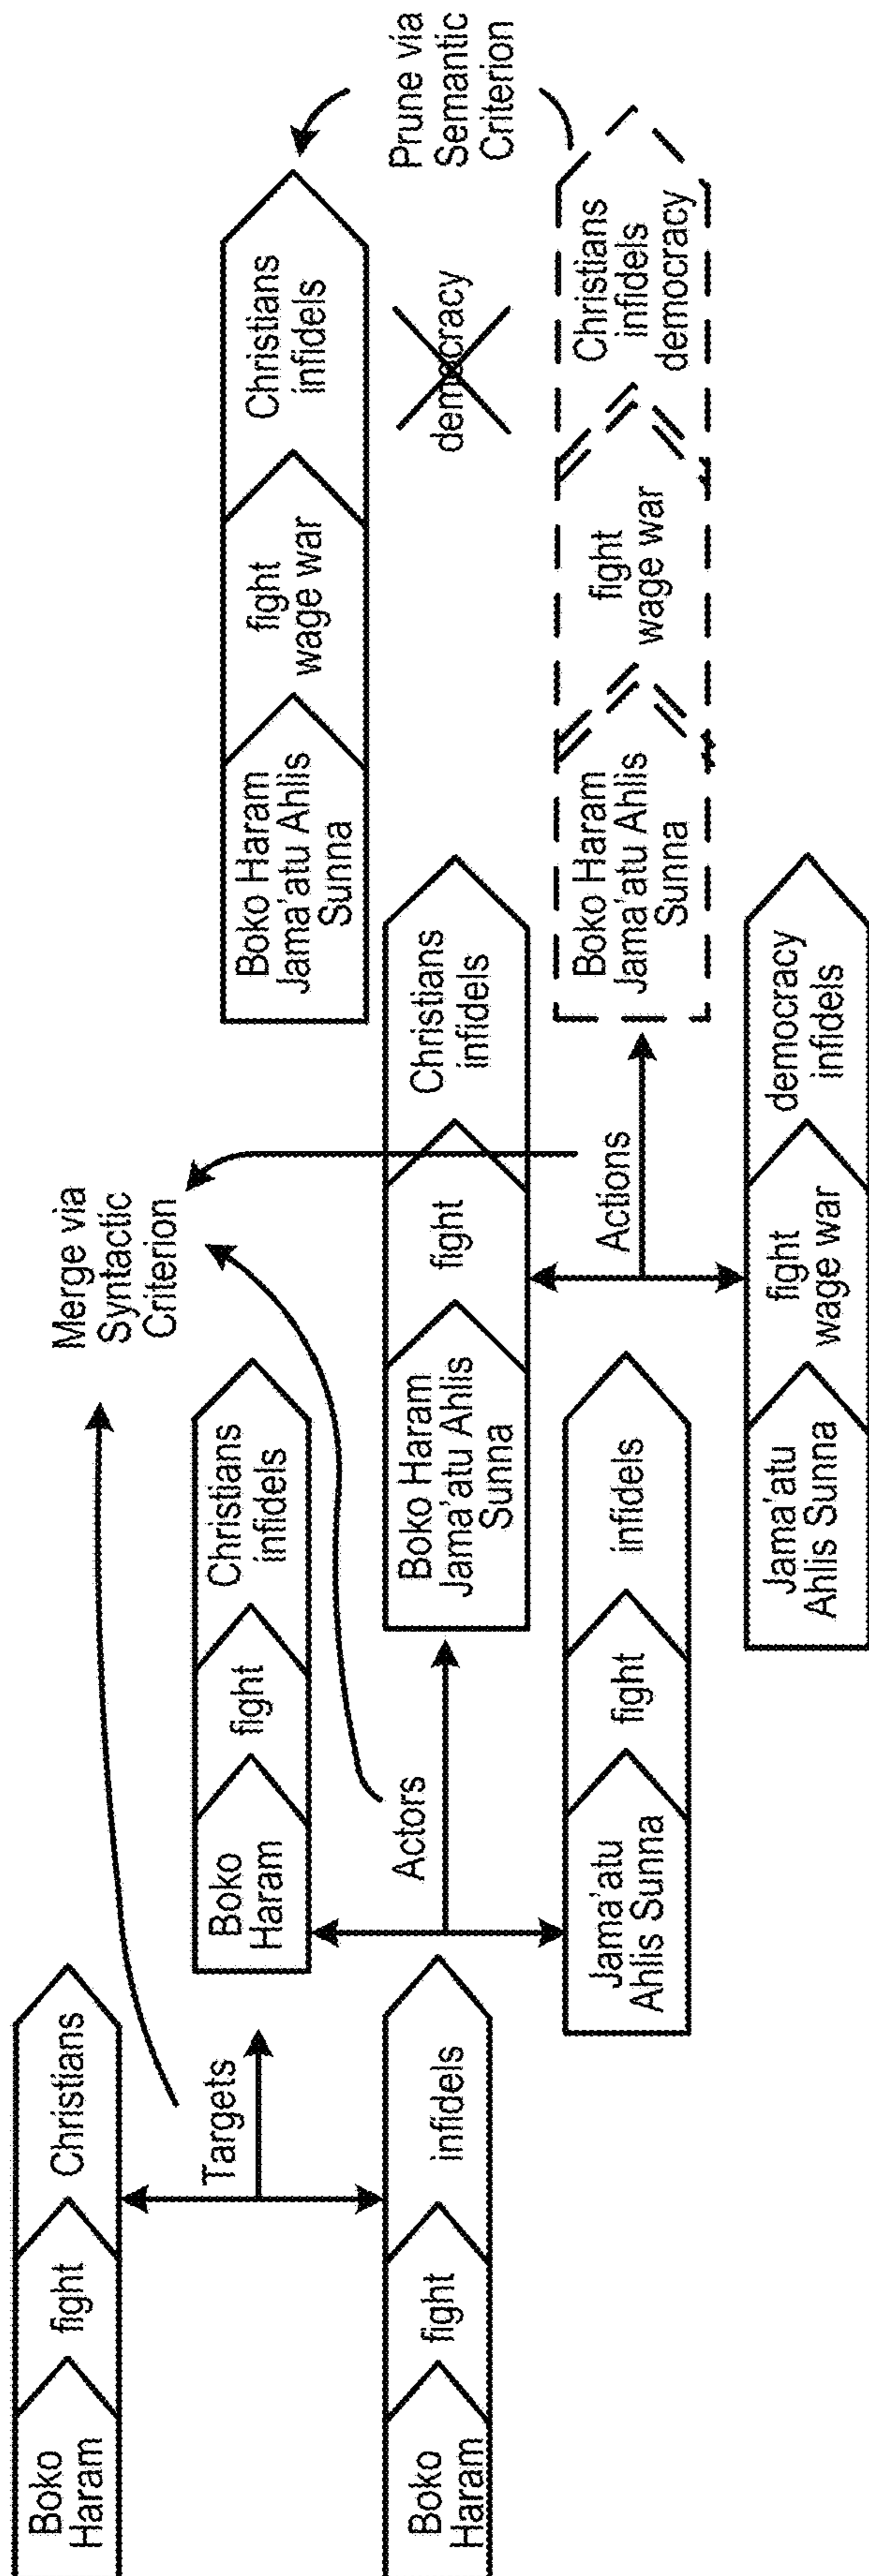 Boko
Haram
fight
Christians
Targets
Boko
Haram
fight
infidels
Merge via
Syntactic
Criterion
Boko
Haram
fight
Christians
infidels
Actors
Jama'atu
Ahlis Sunna
fight
infidels
Boko Haram
Jama'atu Ahlis
Sunna
fight
Christians
infidels
Actions
Jama'atu
Ahlis Sunna
fight
wage war
democracy
infidels
Boko Haram
Jama'atu Ahlis
Sunna
fight
wage war
Christians
infidels
democracy
Boko Haram
Jama'atu Ahlis
Sunna
fight
wage war
Christians
infidels
democracy
Prune via
Semantic
Criterion